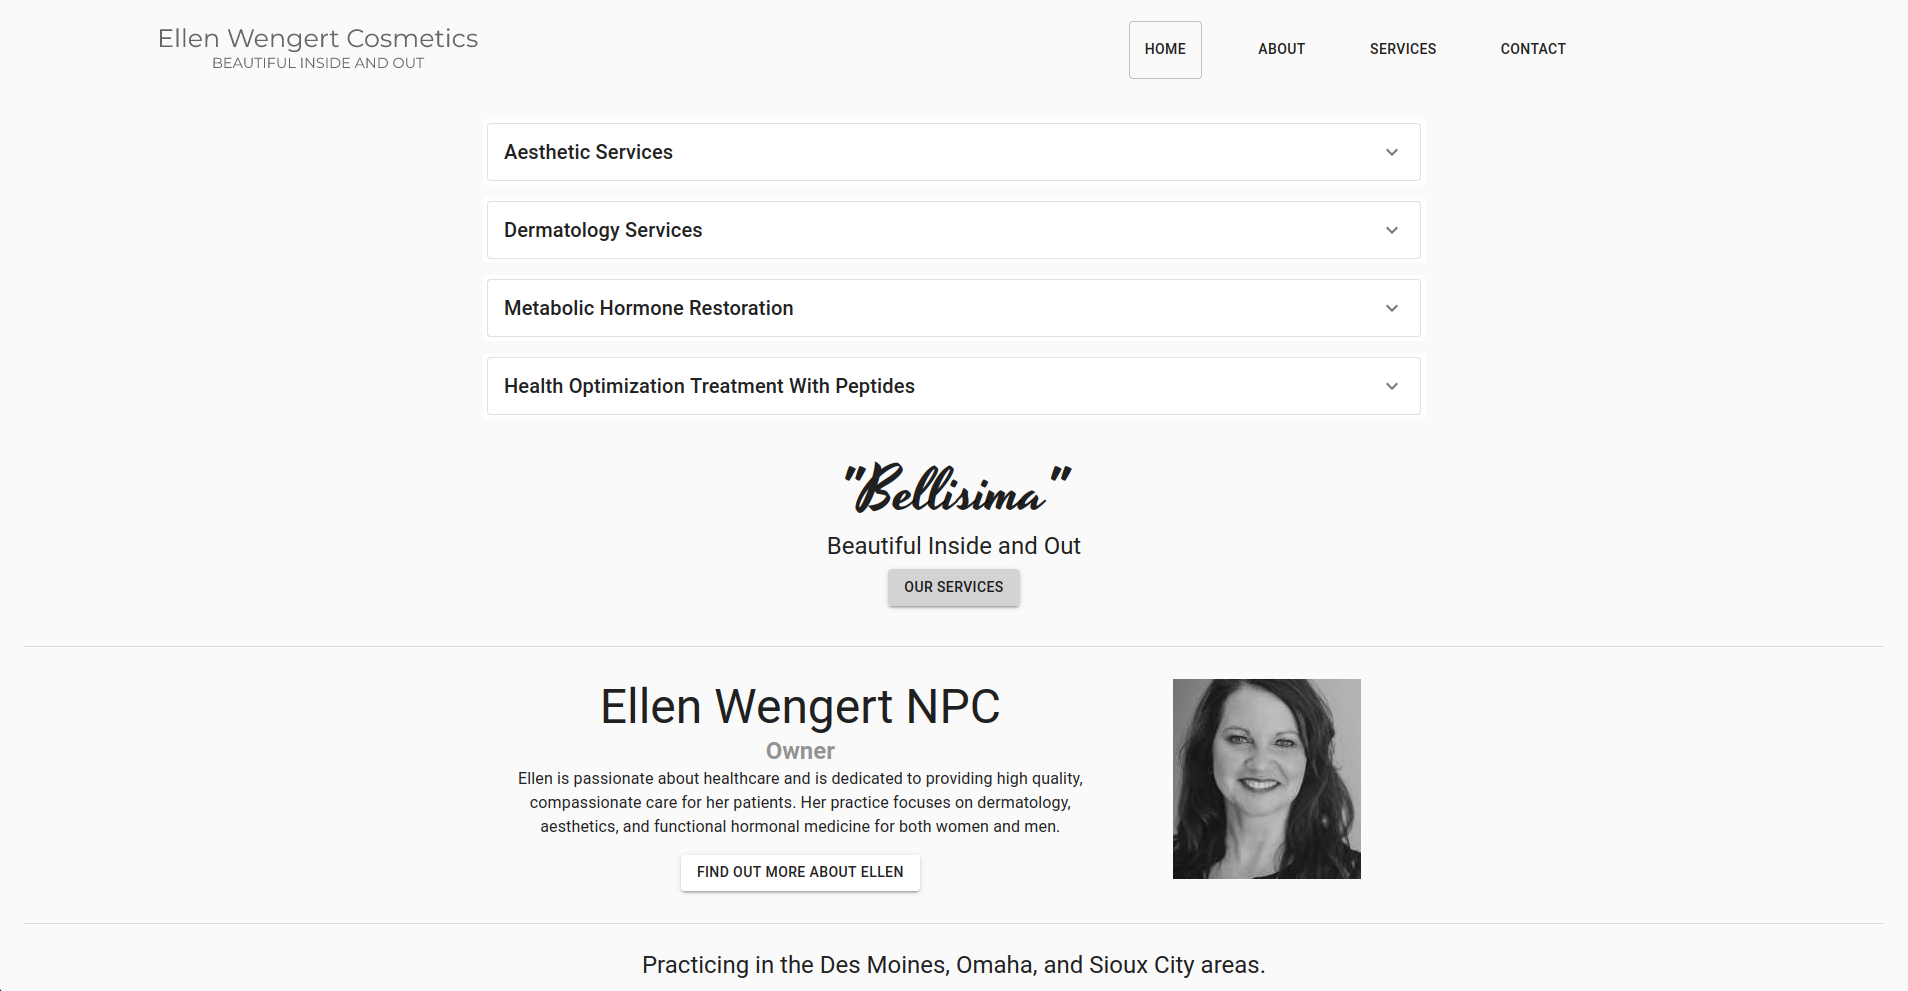 Ellen Wengert Cosmetics
BEAUTIFUL INSIDE AND OUT
HOME
ABOUT
SERVICES
CONTACT
Aesthetic Services
Dermatology Services
Metabolic Hormone Restoration
Health Optimization Treatment With Peptides
"Bellisima"
Beautiful Inside and Out
OUR SERVICES
Ellen Wengert NPC
Owner
Ellen is passionate about healthcare and is dedicated to providing high quality,
compassionate care for her patients. Her practice focuses on dermatology,
aesthetics, and functional hormonal medicine for both women and men.
FIND OUT MORE ABOUT ELLEN
Practicing in the Des Moines, Omaha, and Sioux City areas.